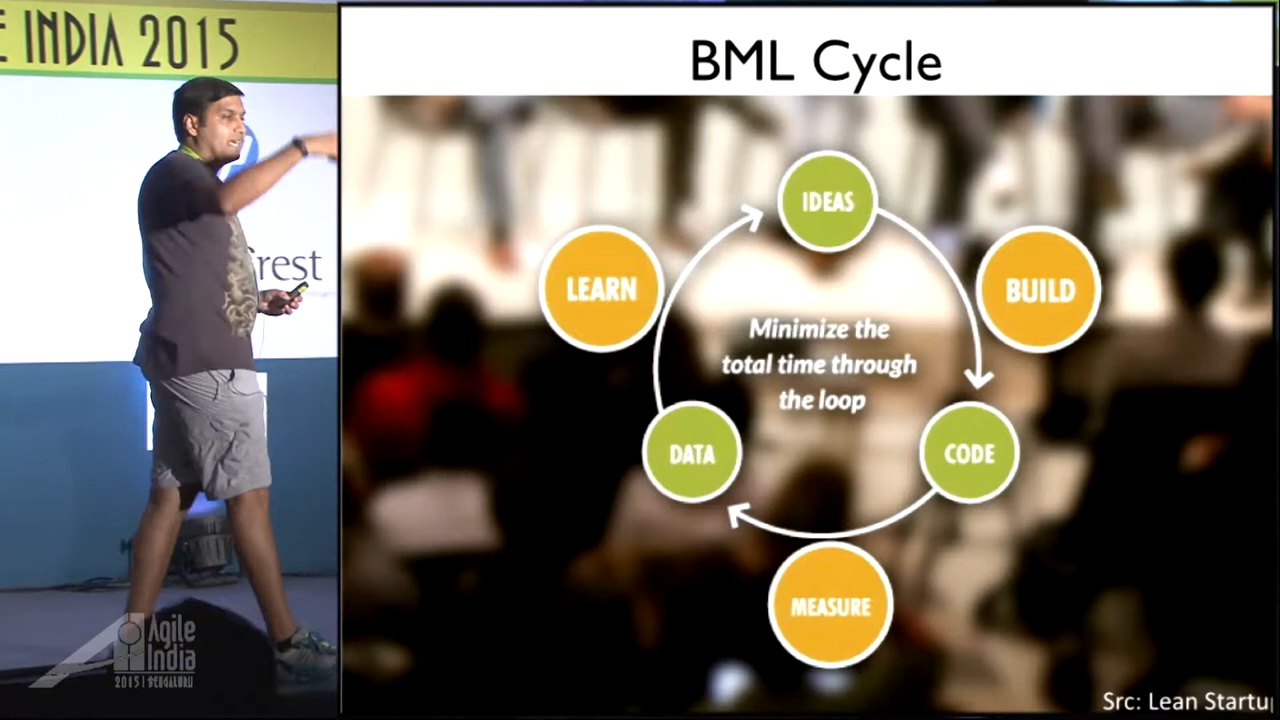 INDIA 2015
BML Cycle
IDEAS
LEARN
BUILD
Minimize the
total time through
the loop
DATA
CODE
MEASURE
rest
Agile
India
2015 | BENGALURU
Src: Lean Startu